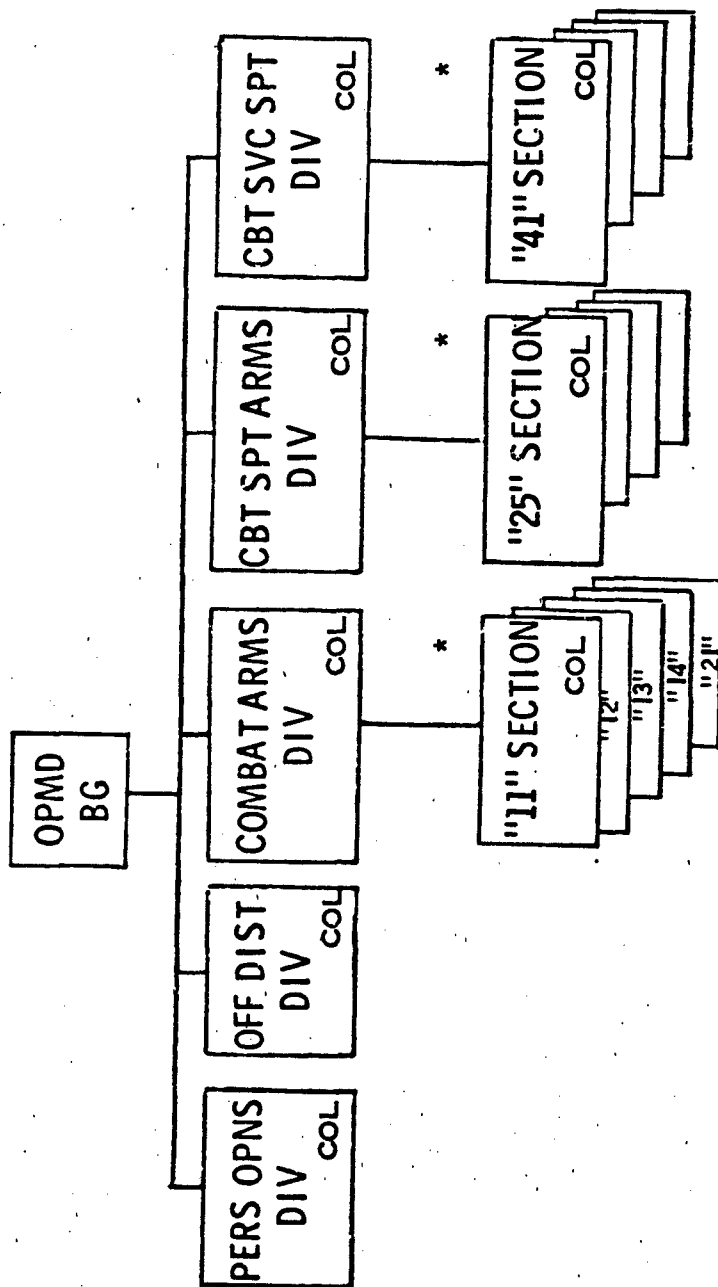 OPMD
BG
PERS OPNS
DIV
COL
OFF DIST
DIV
COL
COMBAT ARMS
DIV
COL
CBT SPT ARMS
DIV
COL
CBT SVC SPT
DIV
COL
*
*
*
"11" SECTION
COL
"12"
"13"
"14"
"21"
"25" SECTION
COL
"41" SECTION
COL